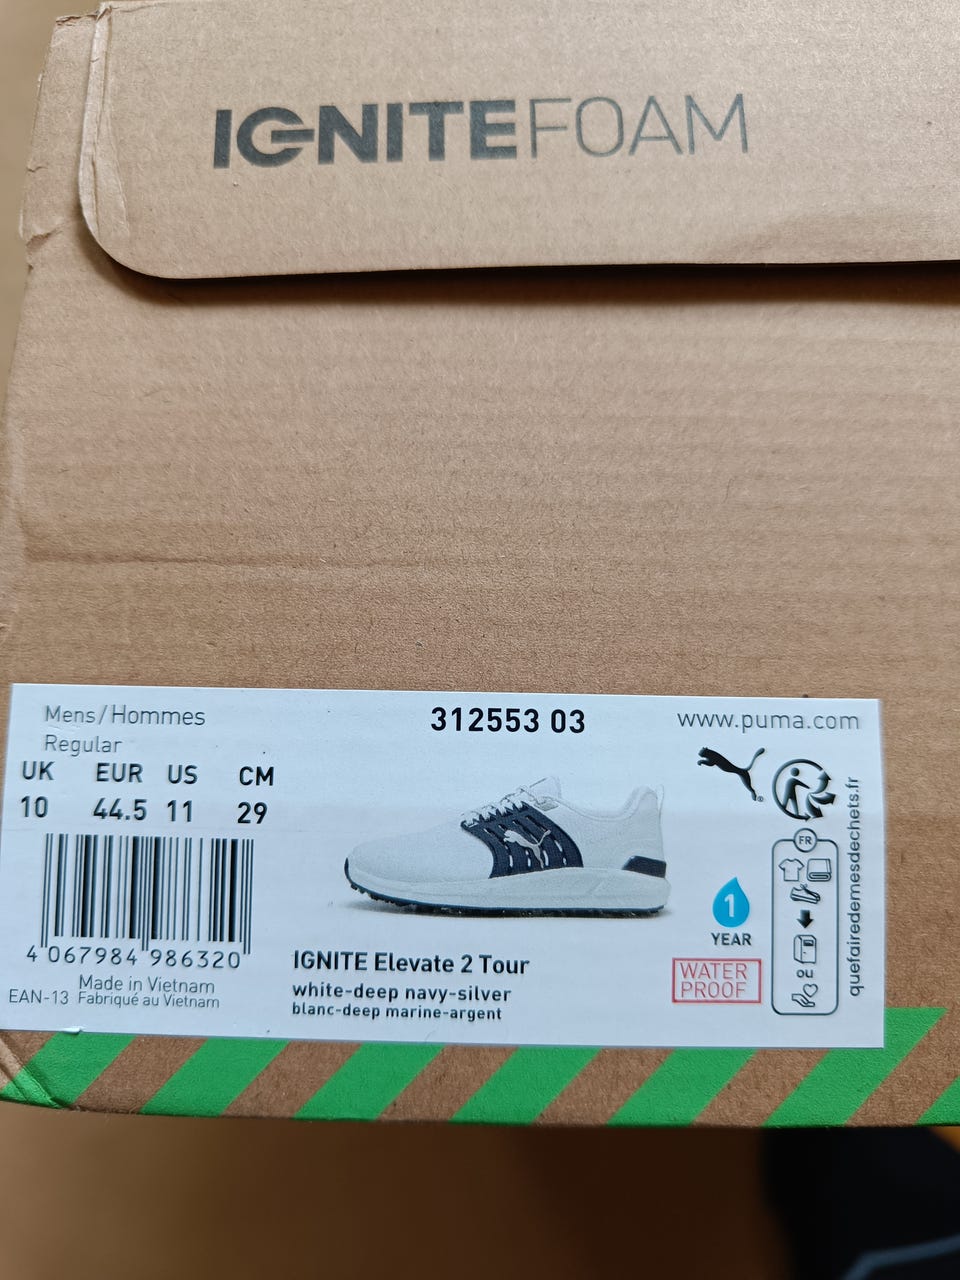 IGNITEFOAM
Mens/Hommes
Regular
312553 03
www.puma.com
UK EUR US CM
10 44.5 11 29
4 067984 986320
Made in Vietnam
EAN-13 Fabriqué au Vietnam
IGNITE Elevate 2 Tour
white-deep navy-silver
blanc-deep marine-argent
1
YEAR
WATER
PROOF
®
FR
ou
quefairedemesdechets.fr